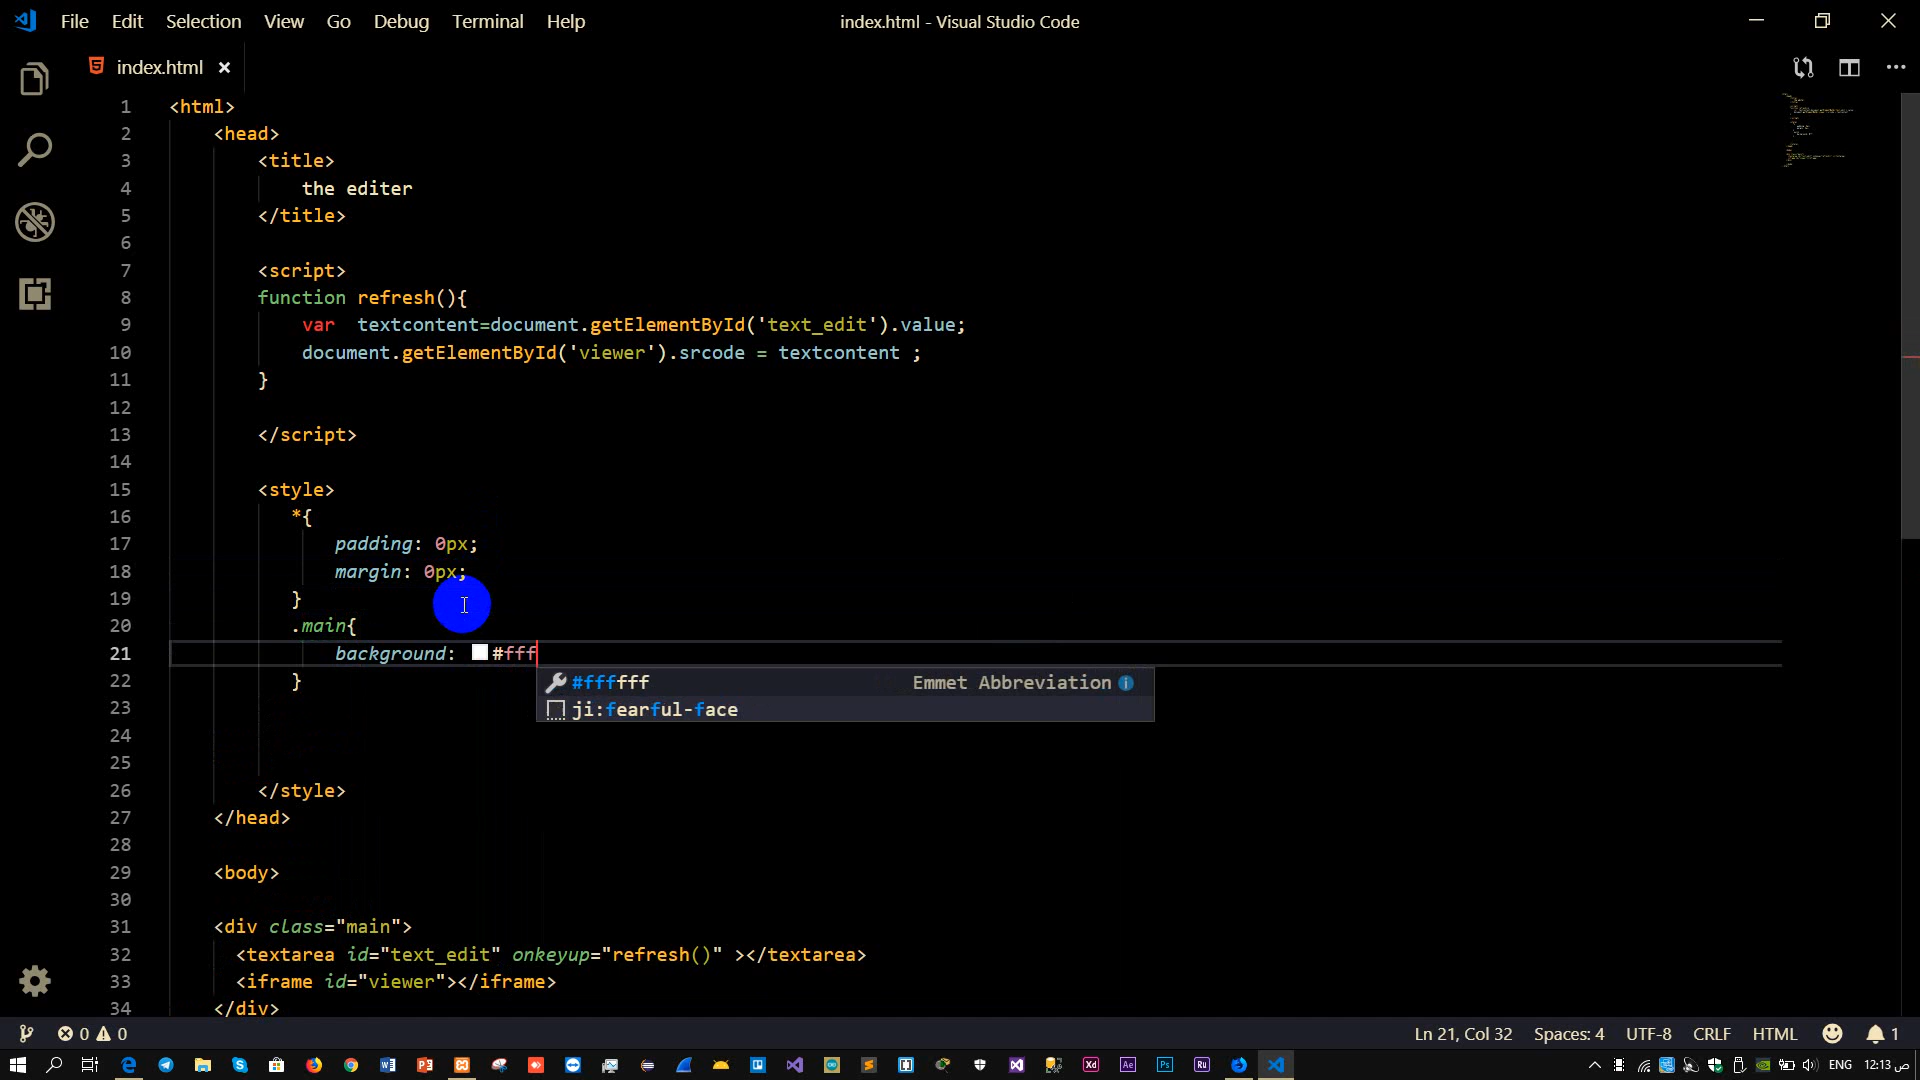 File Edit Selection View Go Debug Terminal Help
index.html - Visual Studio Code
index.html
1 <html>
2 <head>
3 <title>
4 the editer
5 </title>
6
7 <script>
8 function refresh(){
9 var  textcontent=document.getElementById('text_edit').value;
10 document.getElementById('viewer').srcode = textcontent ;
11 }
12
13 </script>
14
15 <style>
16 *{
17 padding: 0px;
18 margin: 0px;
19 }
20 .main{
21 background: #fff
#ffffff Emmet Abbreviation
ji:fearful-face
22 }
23
24
25
26 </style>
27 </head>
28
29 <body>
30
31 <div class="main">
32 <textarea id="text_edit" onkeyup="refresh()" ></textarea>
33 <iframe id="viewer"></iframe>
34 </div>
0 0 Ln 21, Col 32 Spaces: 4 UTF-8 CRLF HTML 1
ENG 12:13 ص